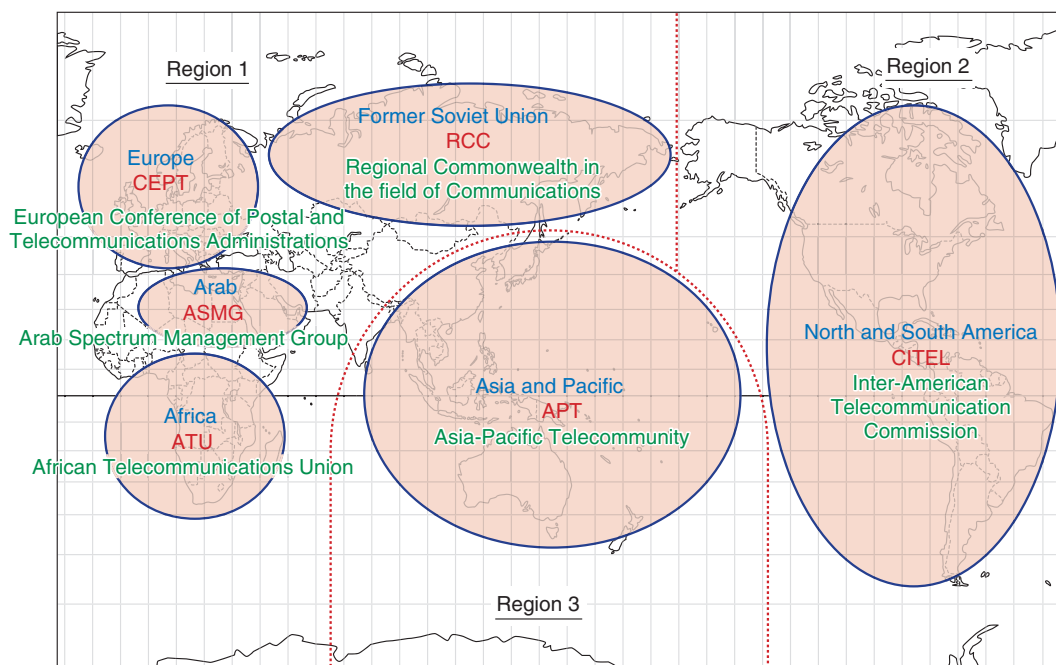 Region 1
Region 2
Europe
CEPT
European Conference of Postal and
Telecommunications Administrations
Former Soviet Union
RCC
Regional Commonwealth in
the field of Communications
Arab
ASMG
Arab Spectrum Management Group
Africa
ATU
African Telecommunications Union
Asia and Pacific
APT
Asia-Pacific Telecommunity
North and South America
CITEL
Inter-American
Telecommunication
Commission
Region 3